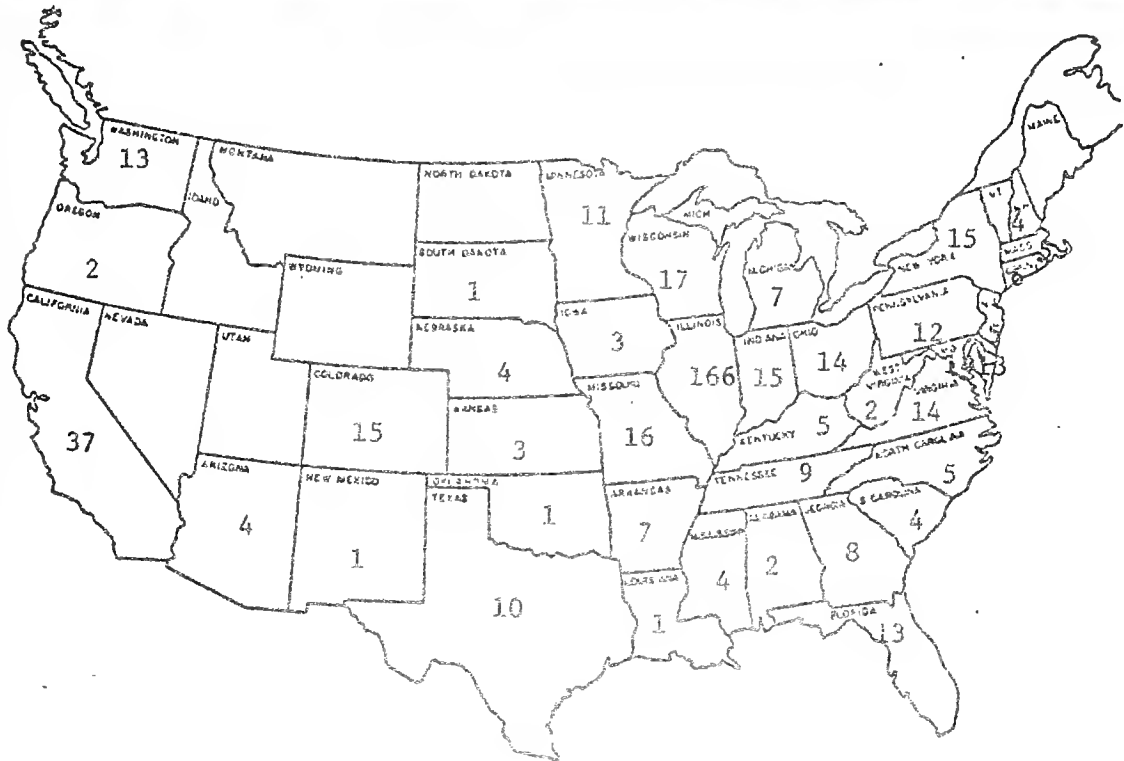 WASHINGTON
13
MONTANA
IDAHO
NORTH DAKOTA
MINNESOTA
11
MAINE
OREGON
2
SOUTH DAKOTA
1
WYOMING
MICH
WISCONSIN
17
MICHIGAN
7
VT.
4
MASS
15
NEW YORK
CALIFORNIA
37
NEVADA
UTAH
NEBRASKA
4
IOWA
3
ILLINOIS
166
INDIANA
15
OHIO
14
PENNSYLVANIA
12
COLORADO
15
KANSAS
3
MISSOURI
16
KENTUCKY
5
WEST
VIRGINIA
2
VIRGINIA
14
ARIZONA
4
NEW MEXICO
1
OKLAHOMA
1
TEXAS
10
ARKANSAS
7
TENNESSEE
9
NORTH CAROLINA
5
S CAROLINA
4
MISSISSIPPI
4
ALABAMA
2
GEORGIA
8
LOUISIANA
1
FLORIDA
13